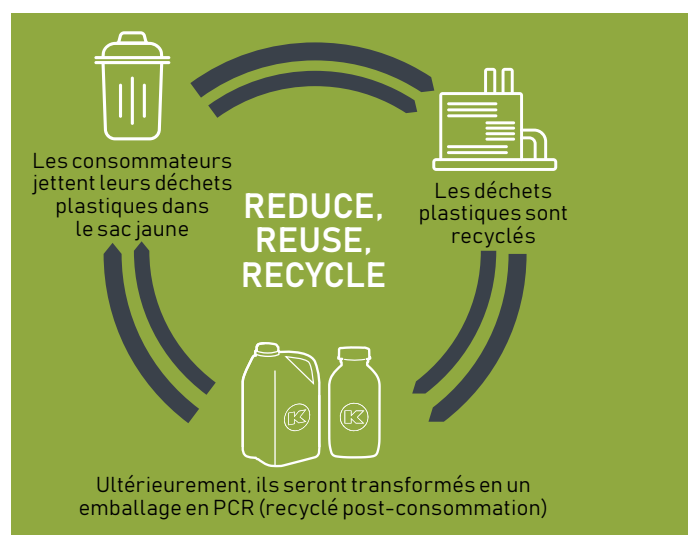 Les consommateurs
jettent leurs déchets
plastiques dans
le sac jaune
Les déchets
plastiques sont
recyclés
REDUCE,
REUSE,
RECYCLE
K
K
Ultérieurement, ils seront transformés en un
emballage en PCR (recyclé post-consommation)